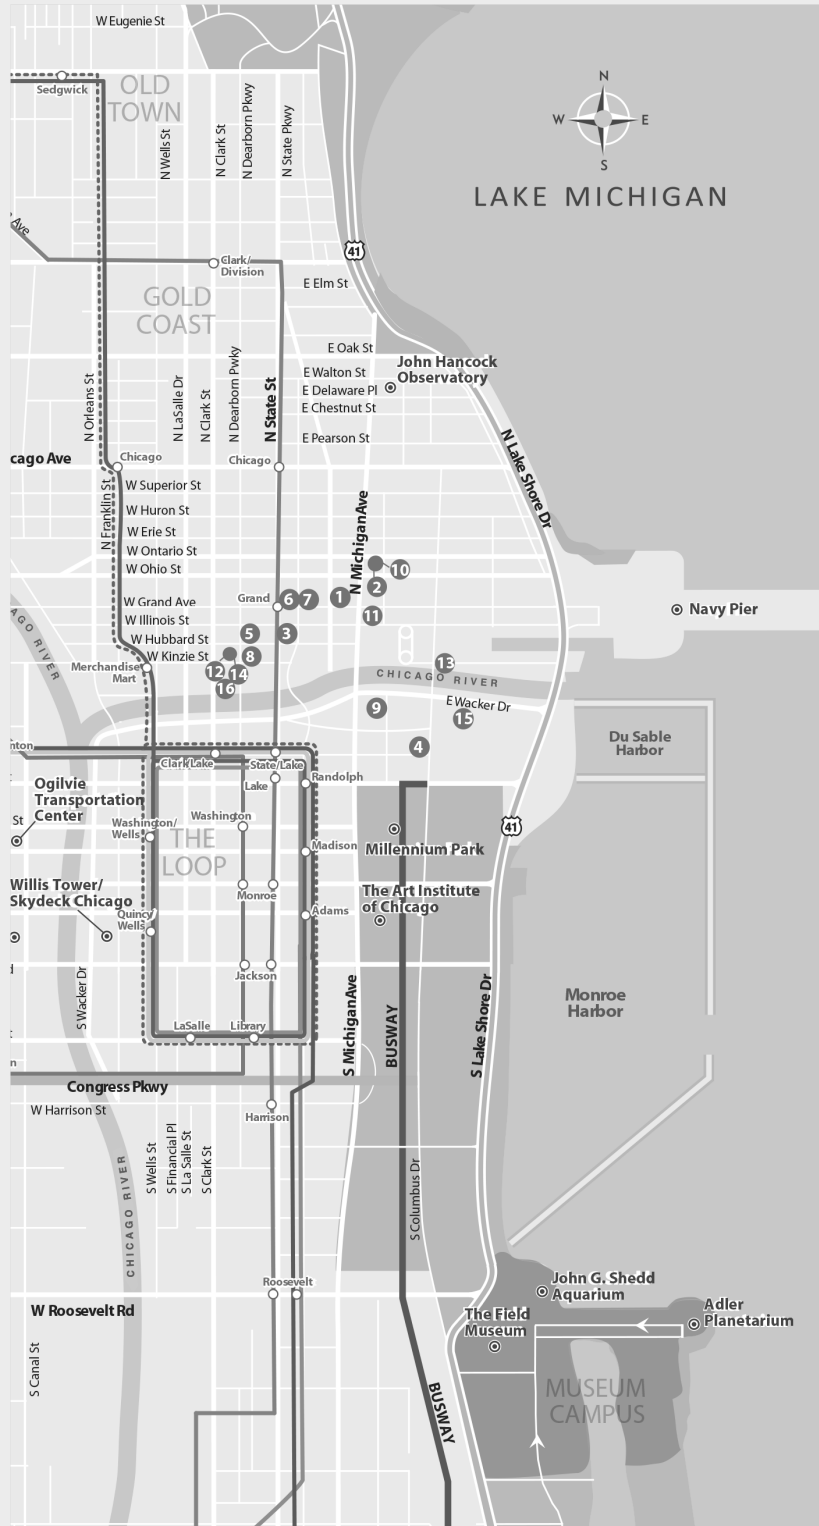 W Eugenie St
Sedgwick
OLD
TOWN
N Wells St
N Clark St
N Dearborn Pkwy
N State Pkwy
N
W
E
S
LAKE MICHIGAN
Ave
41
Clark/
Division
E Elm St
GOLD
COAST
E Oak St
John Hancock
Observatory
E Walton St
E Delaware Pl
E Chestnut St
E Pearson St
N Orleans St
N LaSalle Dr
N Clark St
N Dearborn Pwky
N State St
N Lake Shore Dr
cago Ave
Chicago
Chicago
W Superior St
N Franklin St
W Huron St
W Erie St
W Ontario St
W Ohio St
N Michigan Ave
10
2
1
W Grand Ave
Grand
6
7
11
Navy Pier
W Illinois St
W Hubbard St
5
3
W Kinzie St
8
AGO RIVER
Merchandise
Mart
12
14
16
13
CHICAGO RIVER
E Wacker Dr
9
15
4
Du Sable
Harbor
nton
Clark/Lake
State/Lake
Lake
Randolph
Ogilvie
Transportation
Center
St
Washington/
Wells
Washington
THE
LOOP
Madison
41
Millennium Park
Willis Tower/
Skydeck Chicago
Monroe
The Art Institute
of Chicago
Quincy/
Wells
Adams
d
Jackson
S Wacker Dr
S Michigan Ave
BUSWAY
S Lake Shore Dr
Monroe
Harbor
LaSalle
Library
n
Congress Pkwy
W Harrison St
Harrison
S Wells St
S Financial Pl
S La Salle St
S Clark St
CHICAGO RIVER
S Columbus Dr
Roosevelt
W Roosevelt Rd
John G. Shedd
Aquarium
The Field
Museum
Adler
Planetarium
S Canal St
BUSWAY
MUSEUM
CAMPUS